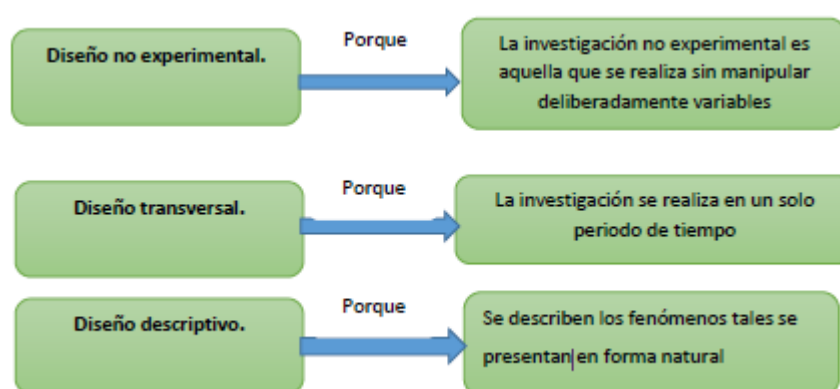 Diseño no experimental.
Porque
La investigación no experimental es
aquella que se realiza sin manipular
deliberadamente variables
Diseño transversal.
Porque
La investigación se realiza en un solo
periodo de tiempo
Diseño descriptivo.
Porque
Se describen los fenómenos tales se
presentan en forma natural